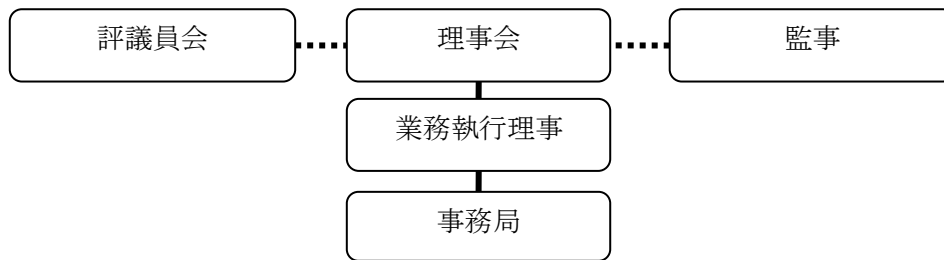 評議員会
理事会
監事
業務執行理事
事務局